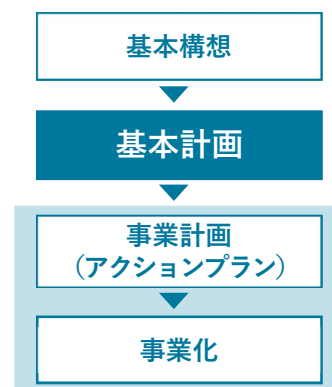 基本構想
基本計画
事業計画
（アクションプラン）
事業化